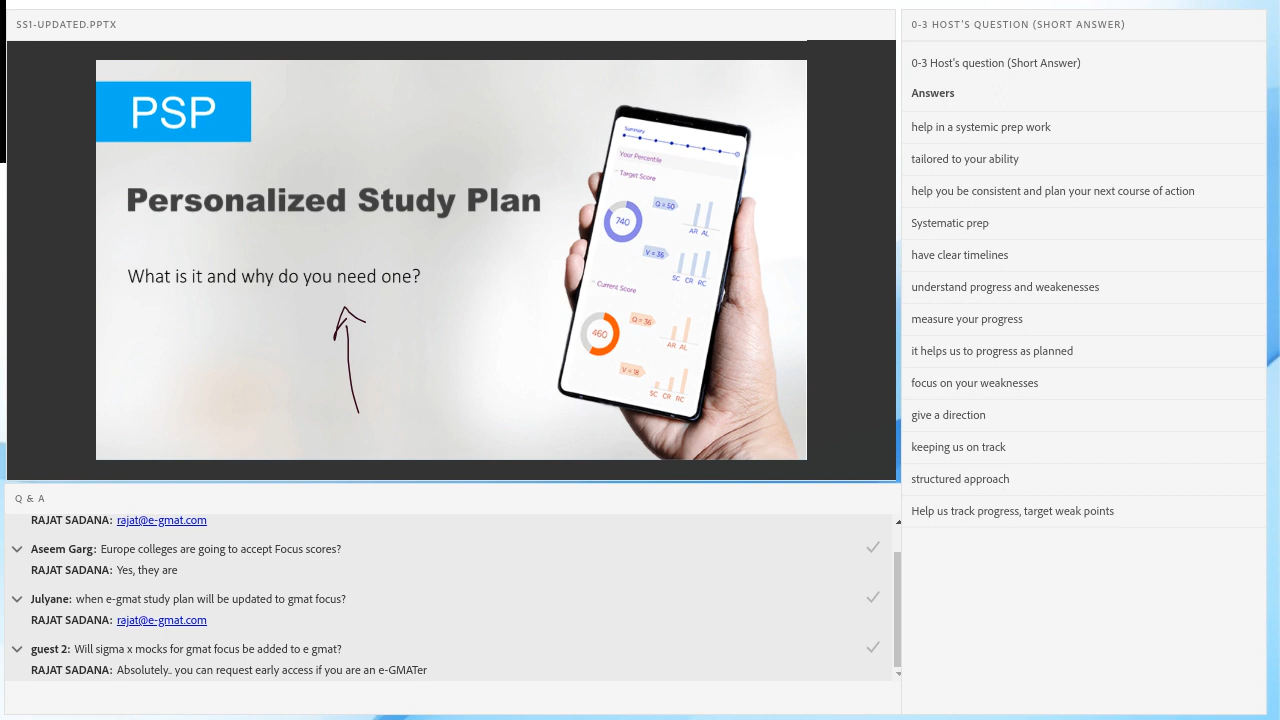 SS1-UPDATED.PPTX
PSP
Personalized Study Plan
What is it and why do you need one?
Summary
Your Percentile
Target Score
740
Q = 50
AR AL
V = 36
SC CR RC
Current Score
460
Q = 36
AR AL
V = 18
SC CR RC
Q & A
RAJAT SADANA: rajat@e-gmat.com
Aseem Garg: Europe colleges are going to accept Focus scores?
RAJAT SADANA: Yes, they are
Julyane: when e-gmat study plan will be updated to gmat focus?
RAJAT SADANA: rajat@e-gmat.com
guest 2: Will sigma x mocks for gmat focus be added to e gmat?
RAJAT SADANA: Absolutely.. you can request early access if you are an e-GMATer
0-3 HOST'S QUESTION (SHORT ANSWER)
0-3 Host's question (Short Answer)
Answers
help in a systemic prep work
tailored to your ability
help you be consistent and plan your next course of action
Systematic prep
have clear timelines
understand progress and weakenesses
measure your progress
it helps us to progress as planned
focus on your weaknesses
give a direction
keeping us on track
structured approach
Help us track progress, target weak points